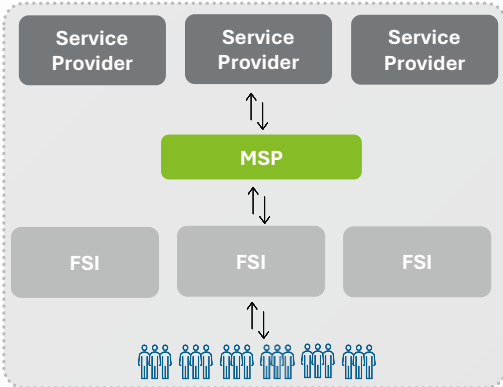 Service
Provider
Service
Provider
Service
Provider
MSP
FSI
FSI
FSI